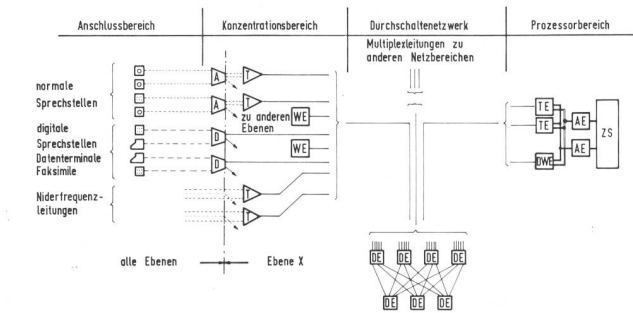 Anschlussbereich
Konzentrationsbereich
Durchschaltenetzwerk
Prozessorbereich
Multiplexleitungen zu
anderen Netzbereichen
normale
Sprechstellen
digitale
Sprechstellen
Datenterminale
Faksimile
Niderfrequenz-
leitungen
A
T
A
T
zu anderen
Ebenen
WE
D
WE
D
T
T
TE
TE
DWE
AE
AE
ZS
alle Ebenen
Ebene X
DE DE DE DE
DE DE DE